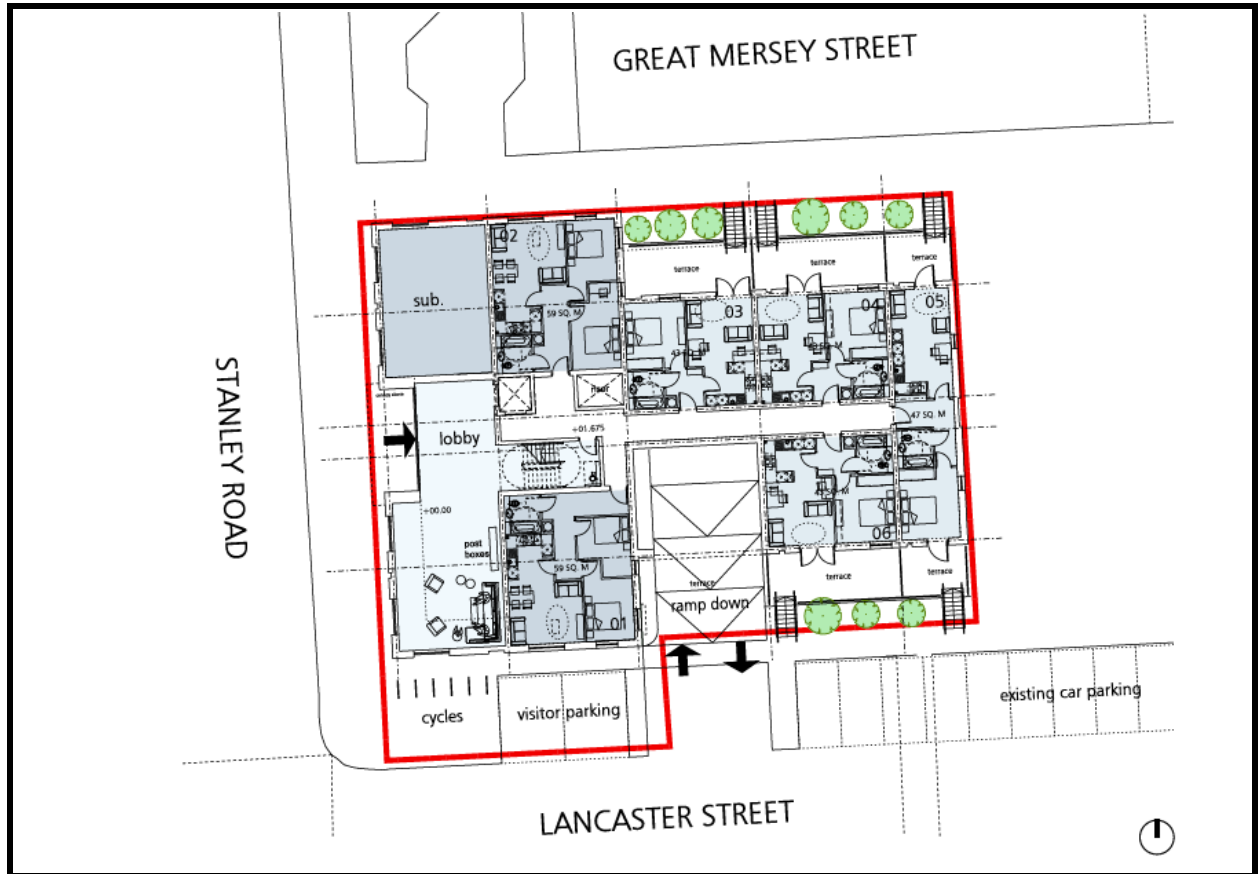 GREAT MERSEY STREET
02
sub.
59 SQ. M
terrace
terrace
terrace
03
04
05
STANLEY ROAD
lobby
+01.675
47 SQ. M
+00.00
post
boxes
59 SQ. M
01
terrace
ramp down
06
terrace
terrace
cycles
visitor parking
existing car parking
LANCASTER STREET